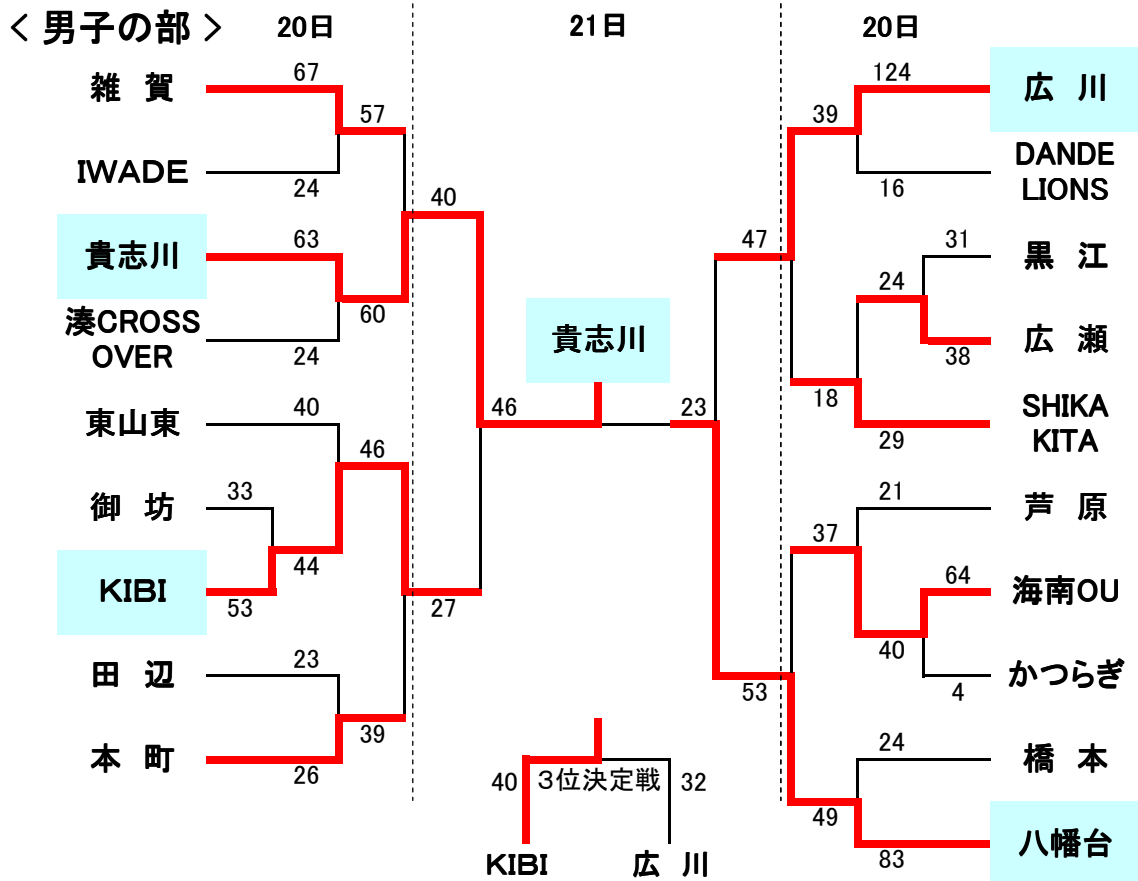 < 男子の部 >
20日
21日
20日
67
雑 賀
57
IWADE
24
40
63
貴志川
60
湊CROSS
OVER
24
40
東山東
46
33
御 坊
44
KIBI
53
27
23
田 辺
39
本 町
26
貴志川
46
23
124
広 川
39
DANDE
LIONS
16
47
31
黒 江
24
広 瀬
38
18
SHIKA
KITA
29
21
芦 原
37
64
海南OU
40
かつらぎ
4
53
24
橋 本
49
八幡台
83
40
3位決定戦
32
KIBI
広 川